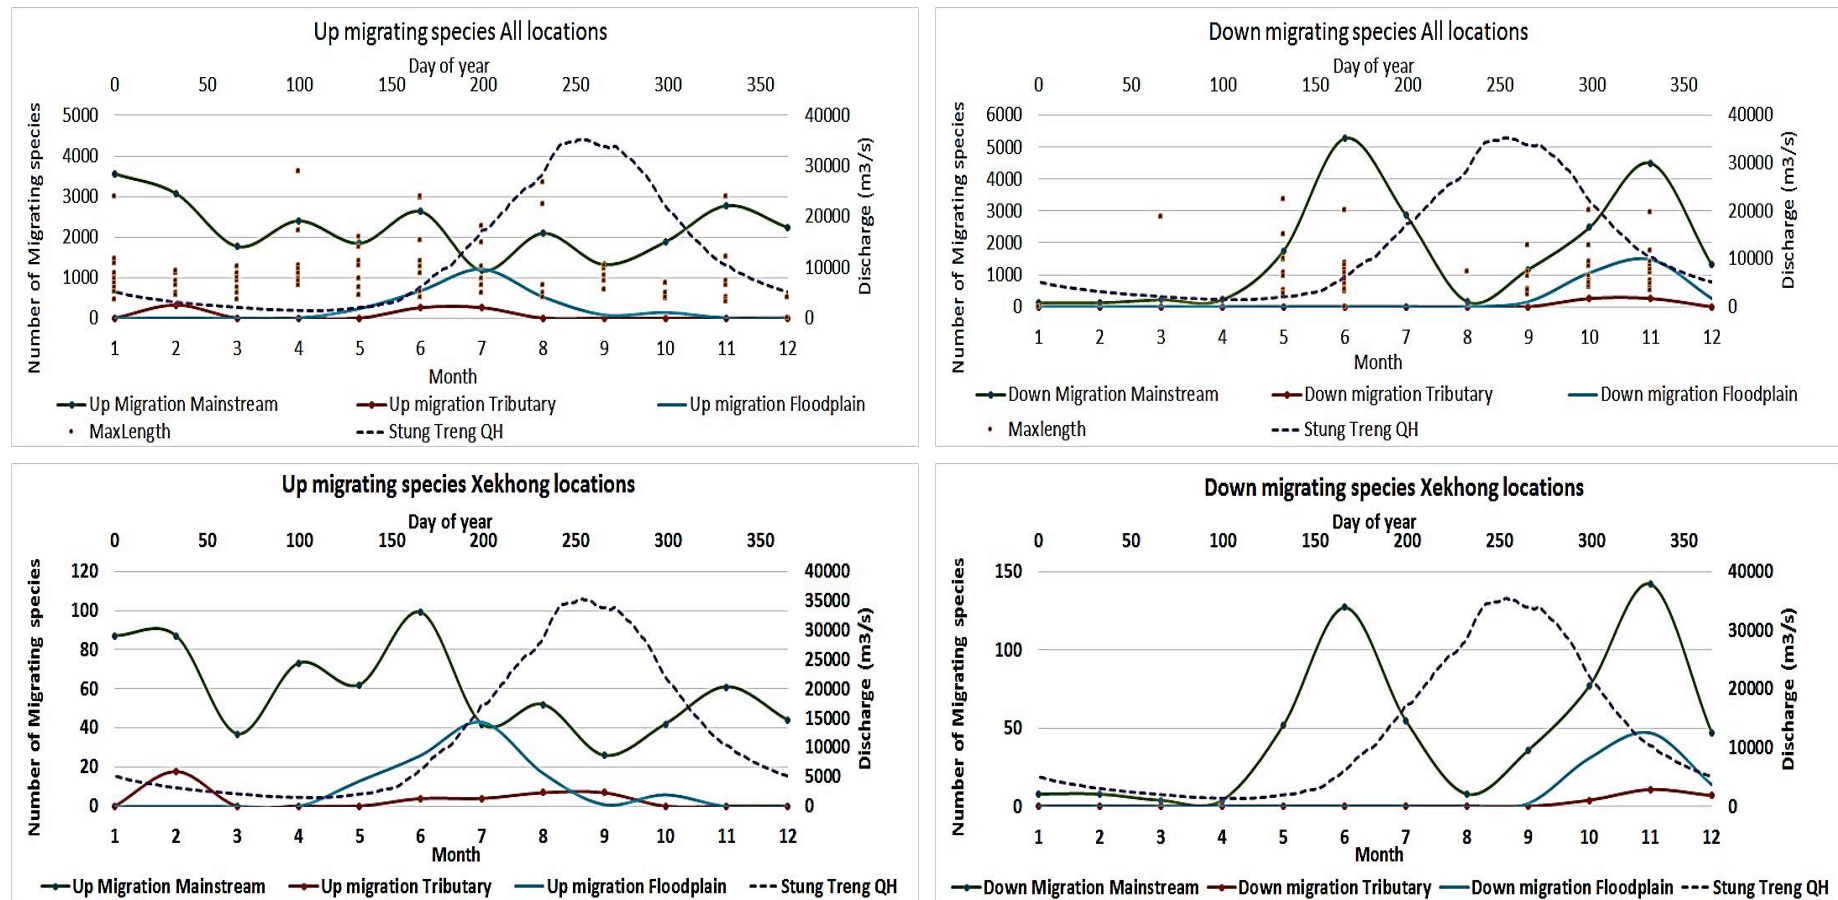 Up migrating species All locations
Day of year
0 50 100 150 200 250 300 350
Number of Migrating species
5000 4000 3000 2000 1000 0
40000 30000 20000 10000 0
Discharge (m3/s)
1 2 3 4 5 6 7 8 9 10 11 12
Month
Up Migration Mainstream Up migration Tributary Up migration Floodplain
MaxLength Stung Treng QH
Down migrating species All locations
Day of year
0 50 100 150 200 250 300 350
Number of Migrating species
6000 5000 4000 3000 2000 1000 0
40000 30000 20000 10000 0
Discharge (m3/s)
1 2 3 4 5 6 7 8 9 10 11 12
Month
Down Migration Mainstream Down migration Tributary Down migration Floodplain
Maxlength Stung Treng QH
Up migrating species Xekhong locations
Day of year
0 50 100 150 200 250 300 350
Number of Migrating species
120 100 80 60 40 20 0
40000 35000 30000 25000 20000 15000 10000 5000 0
Discharge (m3/s)
1 2 3 4 5 6 7 8 9 10 11 12
Month
Up Migration Mainstream Up migration Tributary Up migration Floodplain Stung Treng QH
Down migrating species Xekhong locations
Day of year
0 50 100 150 200 250 300 350
Number of Migrating species
150 100 50 0
40000 30000 20000 10000 0
Discharge (m3/s)
1 2 3 4 5 6 7 8 9 10 11 12
Month
Down Migration Mainstream Down migration Tributary Down migration Floodplain Stung Treng QH